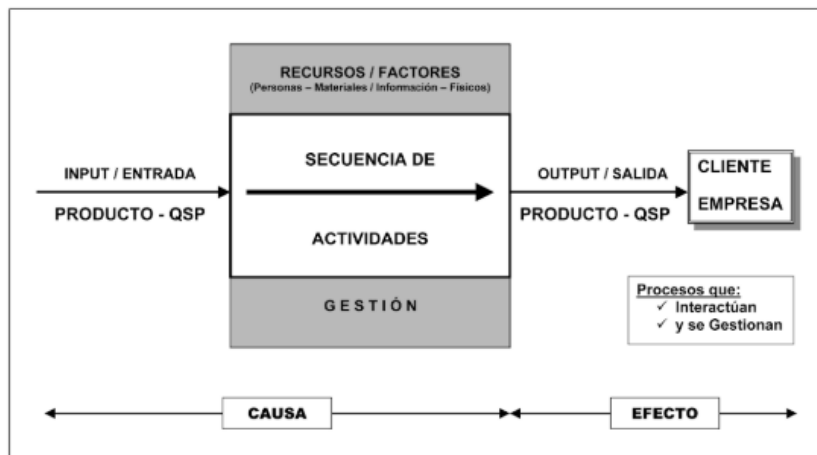 RECURSOS / FACTORES
(Personas – Materiales / Información – Físicos)
INPUT / ENTRADA
PRODUCTO - QSP
SECUENCIA DE
ACTIVIDADES
OUTPUT / SALIDA
PRODUCTO - QSP
CLIENTE
EMPRESA
GESTIÓN
Procesos que:
✓ Interactúan
✓ y se Gestionan
CAUSA
EFECTO